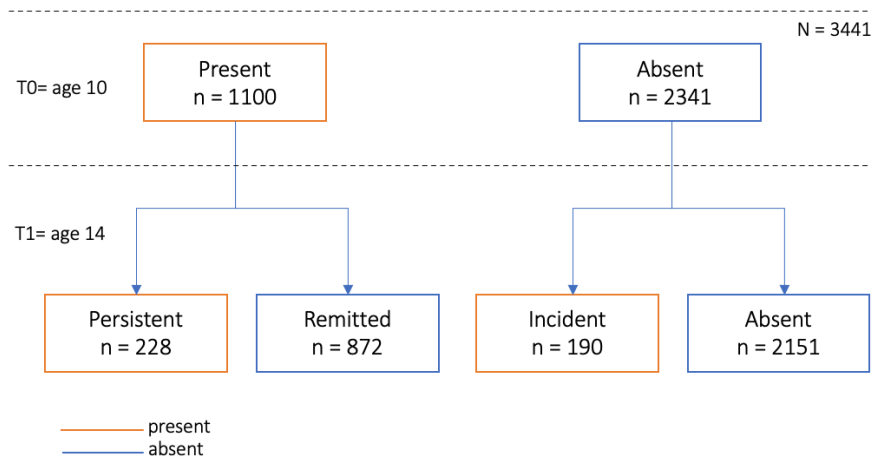 N = 3441
T0= age 10
Present
n = 1100
Absent
n = 2341
T1= age 14
Persistent
n = 228
Remitted
n = 872
Incident
n = 190
Absent
n = 2151
present
absent